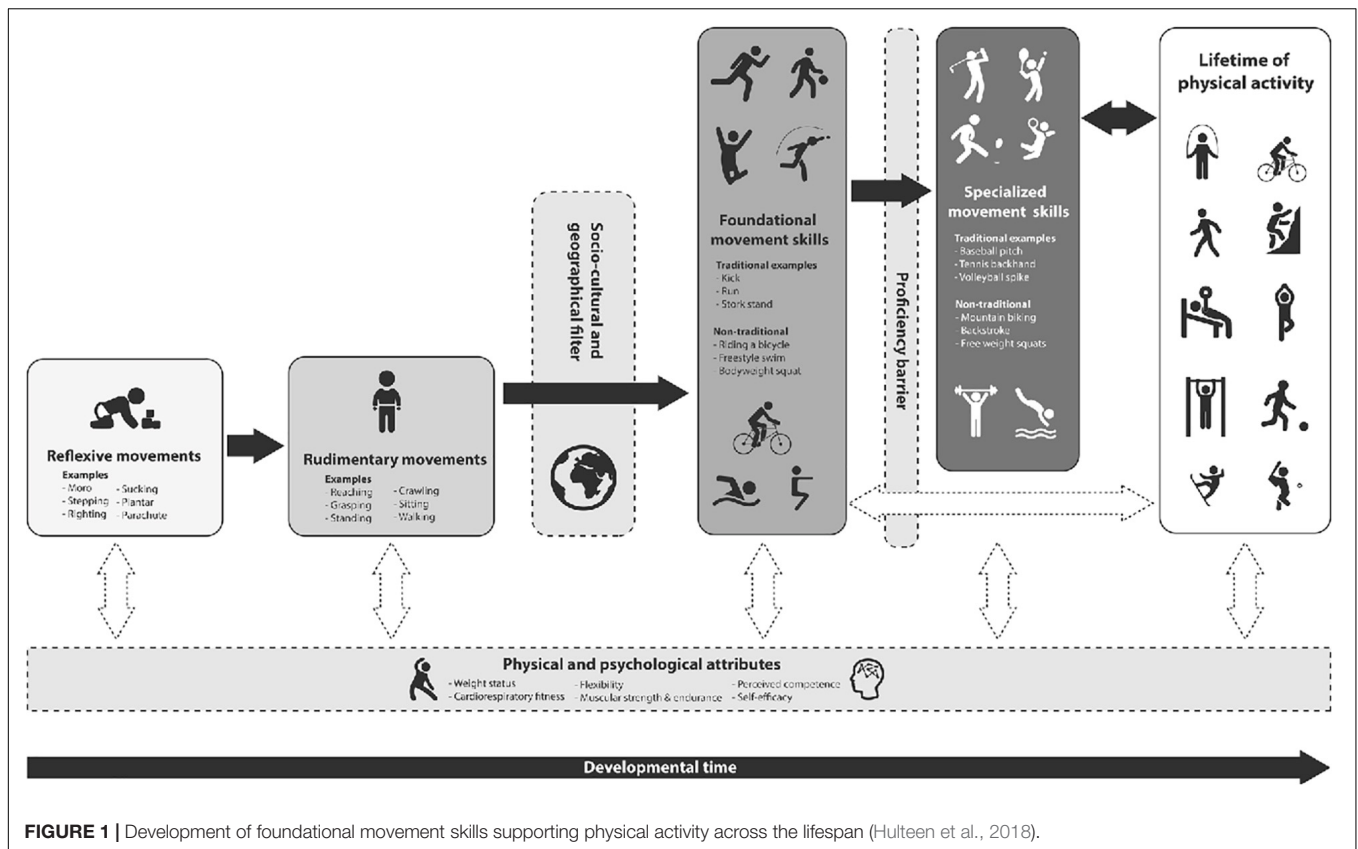 Reflexive movements
Examples
- Moro
- Stepping
- Righting
- Sucking
- Plantar
- Parachute
Rudimentary movements
Examples
- Reaching
- Grasping
- Standing
- Crawling
- Sitting
- Walking
Socio-cultural and
geographical filter
Foundational
movement skills
Traditional examples
- Kick
- Run
- Stork stand
Non-traditional
- Riding a bicycle
- Freestyle swim
- Bodyweight squat
Proficiency barrier
Specialized
movement skills
Traditional examples
- Baseball pitch
- Tennis backhand
- Volleyball spike
Non-traditional
- Mountain biking
- Backstroke
- Free weight squats
Lifetime of
physical activity
Physical and psychological attributes
- Weight status
- Cardiorespiratory fitness
- Flexibility
- Muscular strength & endurance
- Perceived competence
- Self-efficacy
Developmental time
FIGURE 1 | Development of foundational movement skills supporting physical activity across the lifespan (Hulteen et al., 2018).